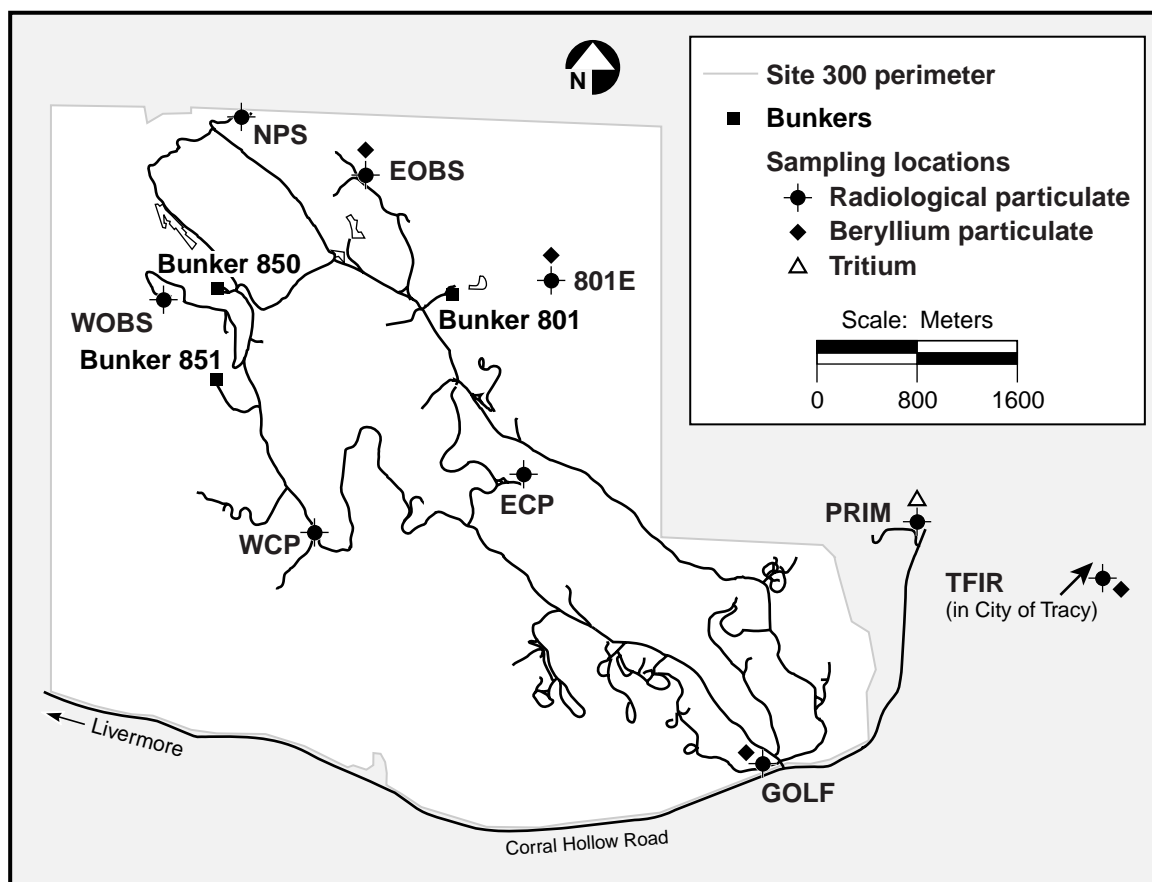 N
Site 300 perimeter
Bunkers
Sampling locations
Radiological particulate
Beryllium particulate
Tritium
Scale: Meters
0 800 1600
NPS
EOBS
Bunker 850
801E
WOBS
Bunker 801
Bunker 851
ECP
WCP
PRIM
TFIR
(in City of Tracy)
Livermore
GOLF
Corral Hollow Road